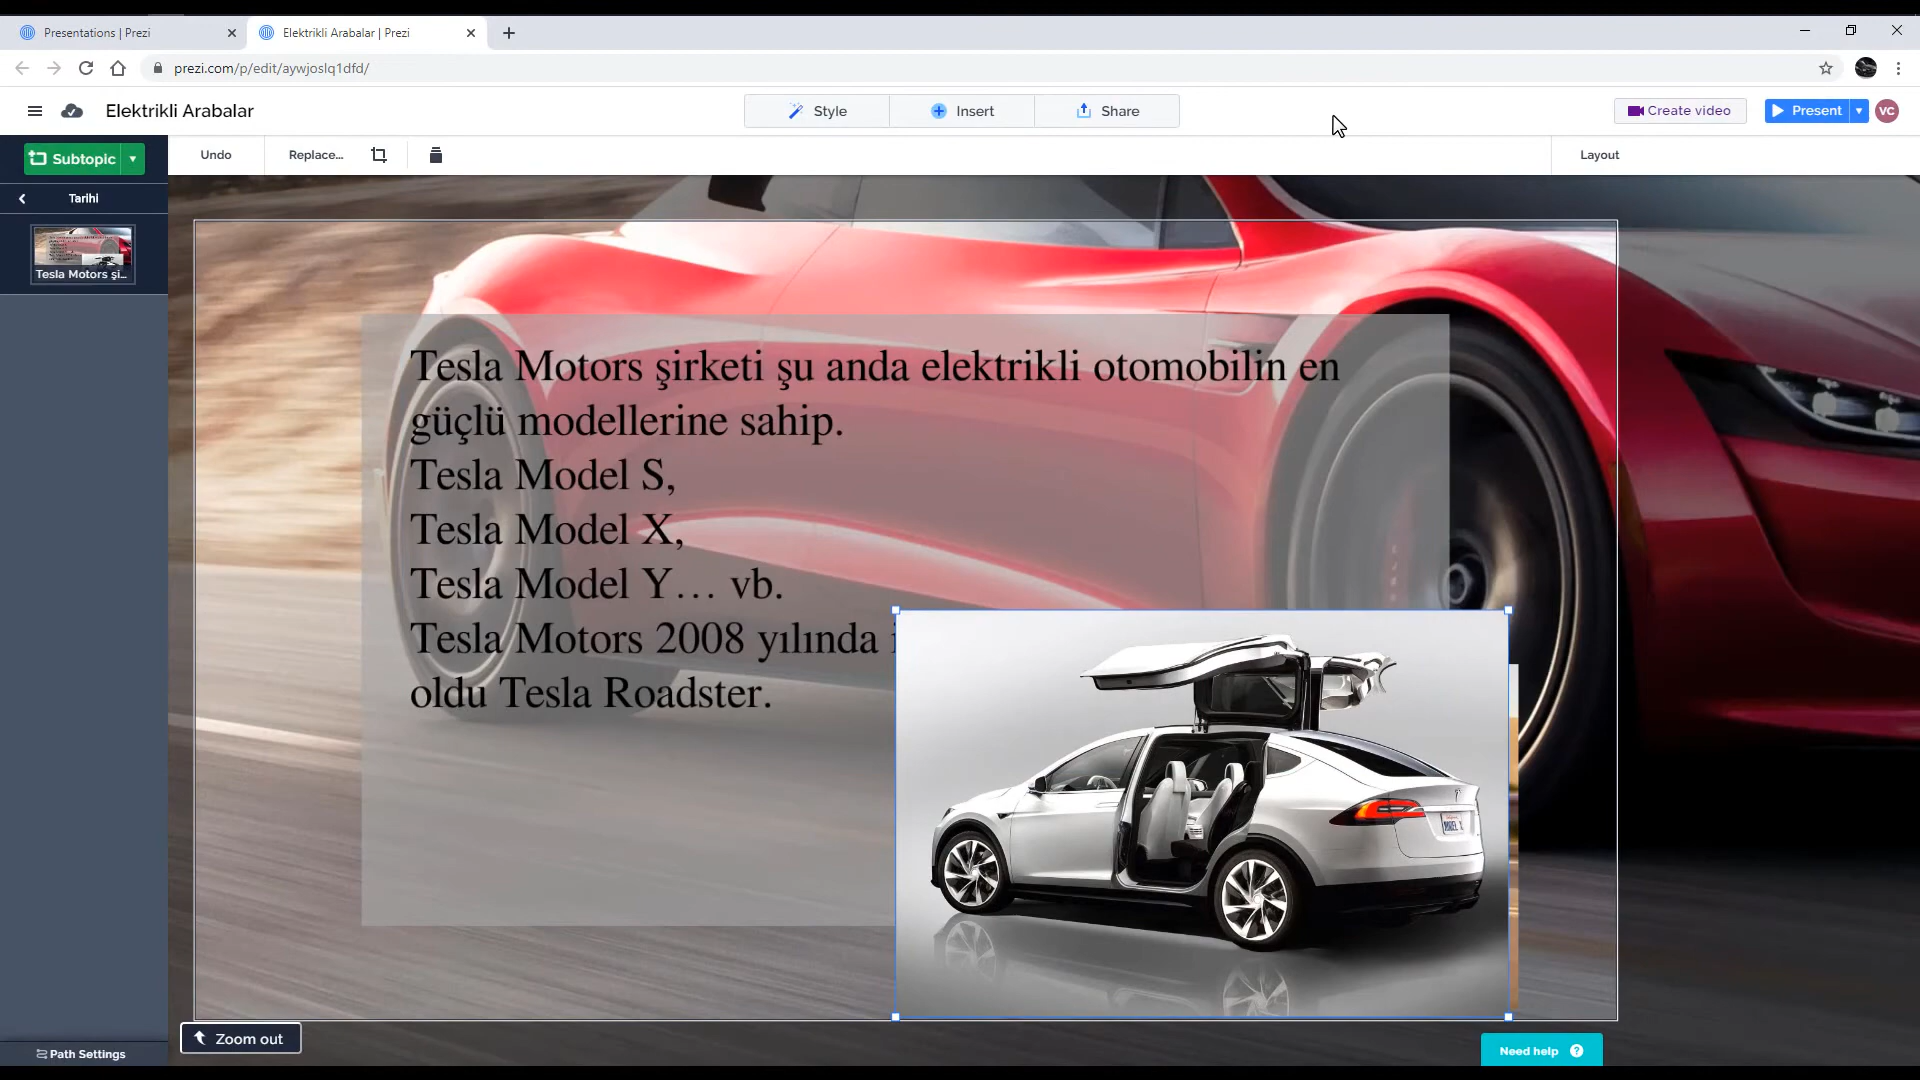 Presentations | Prezi
Elektrikli Arabalar | Prezi
prezi.com/p/edit/aywjoslq1dfd/
Elektrikli Arabalar
Style
Insert
Share
Create video
Present
VC
Subtopic
Undo
Replace...
Layout
Tarihi
Tesla Motors şi...
Tesla Motors şirketi şu anda elektrikli otomobilin en
güçlü modellerine sahip.
Tesla Model S,
Tesla Model X,
Tesla Model Y… vb.
Tesla Motors 2008 yılında
oldu Tesla Roadster.
MODEL X
Zoom out
Path Settings
Need help ?